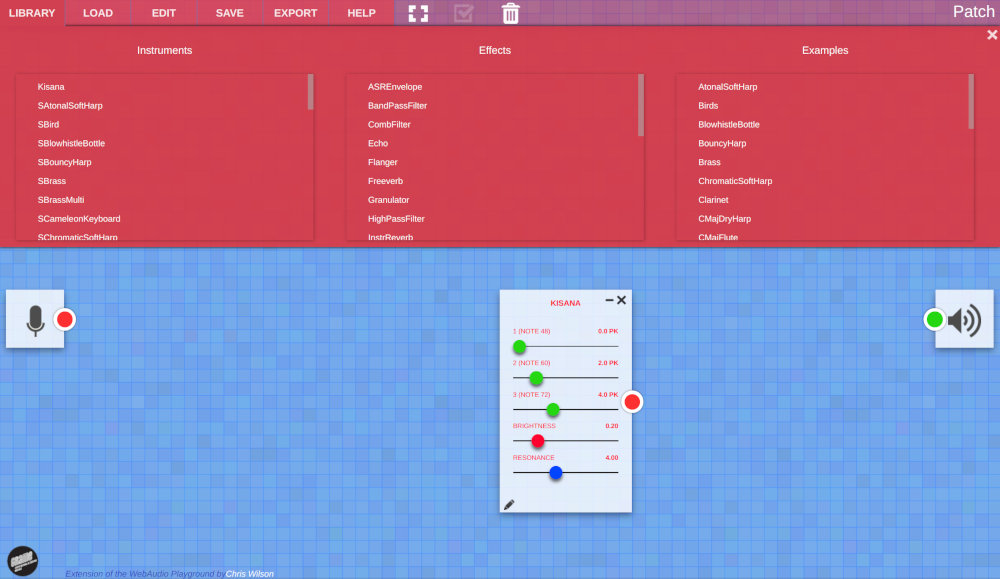 LIBRARY LOAD EDIT SAVE EXPORT HELP Patch
Instruments Effects Examples
Kisana
SAtonalSoftHarp
SBird
SBlowhistleBottle
SBouncyHarp
SBrass
SBrassMulti
SCameleonKeyboard
SChromaticSoftHarp
ASREnvelope
BandPassFilter
CombFilter
Echo
Flanger
Freeverb
Granulator
HighPassFilter
InstrReverb
AtonalSoftHarp
Birds
BlowhistleBottle
BouncyHarp
Brass
ChromaticSoftHarp
Clarinet
CMajDryHarp
CMajFlute
KISANA
1 (NOTE 48) 0.0 PK
2 (NOTE 60) 2.0 PK
3 (NOTE 72) 4.0 PK
BRIGHTNESS 0.20
RESONANCE 4.00
Extension of the WebAudio Playground by Chris Wilson